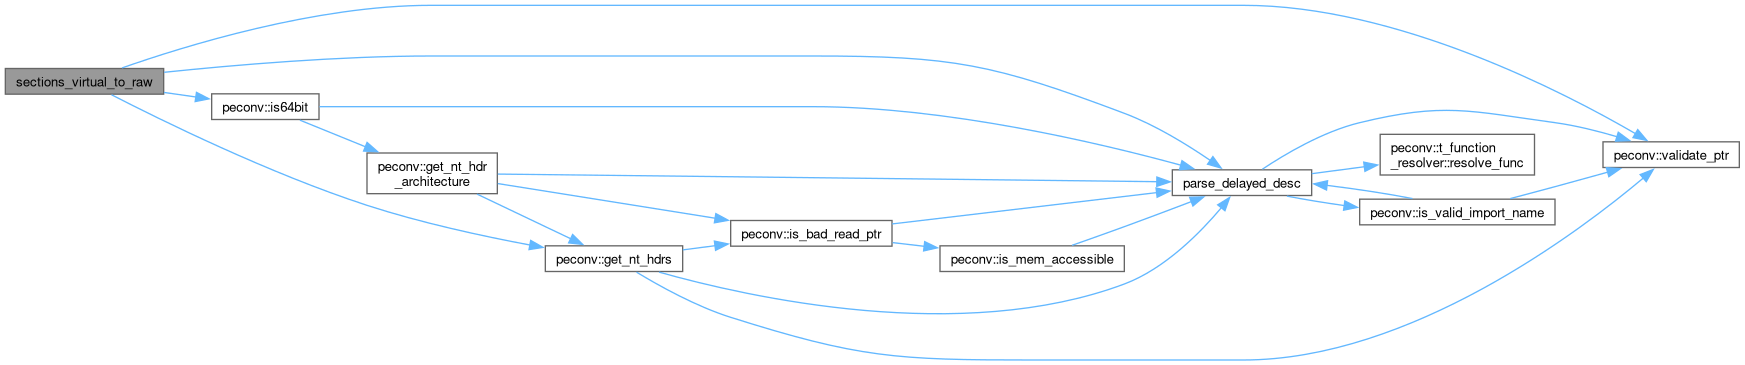 sections_virtual_to_raw
peconv::is64bit
peconv::get_nt_hdr
_architecture
peconv::get_nt_hdrs
peconv::is_bad_read_ptr
peconv::is_mem_accessible
parse_delayed_desc
peconv::t_function
_resolver::resolve_func
peconv::is_valid_import_name
peconv::validate_ptr